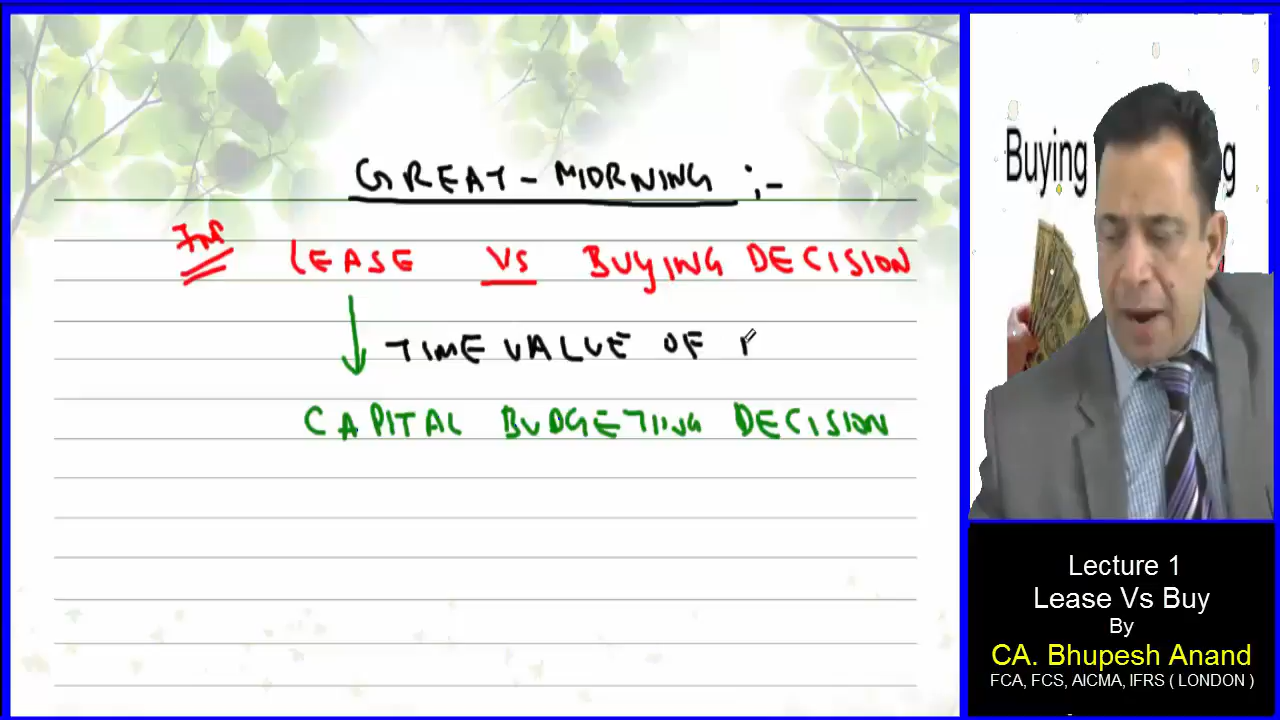 GREAT - MORNING :-
LEASE VS BUYING DECISION
TIME VALUE OF
CAPITAL BUDGETING DECISION
Buying
Lecture 1
Lease Vs Buy
By
CA. Bhupesh Anand
FCA, FCS, AICMA, IFRS ( LONDON )